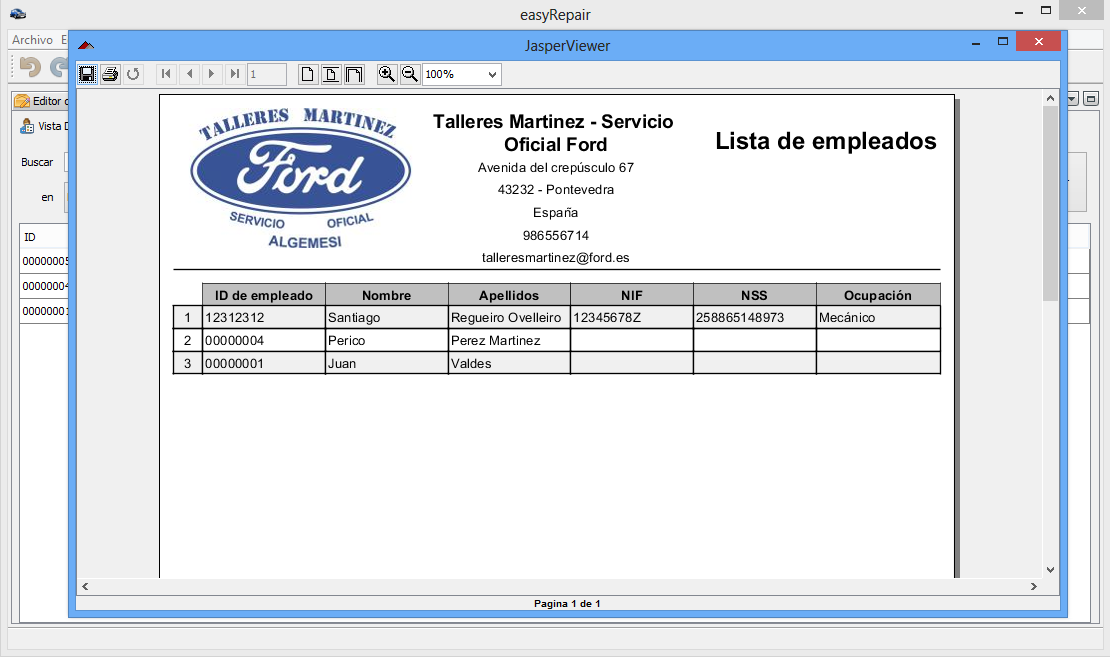 easyRepair
Archivo E
JasperViewer
1
100%
Editor d
Vista D
Buscar
en
ID
00000005
00000004
00000001
TALLERES MARTINEZ
Ford
SERVICIO OFICIAL
ALGEMESI
Talleres Martinez - Servicio
Oficial Ford
Avenida del crepúsculo 67
43232 - Pontevedra
España
986556714
talleresmartinez@ford.es
Lista de empleados
ID de empleado Nombre Apellidos NIF NSS Ocupación
1 12312312 Santiago Regueiro Ovelleiro 12345678Z 258865148973 Mecánico
2 00000004 Perico Perez Martinez
3 00000001 Juan Valdes
Pagina 1 de 1